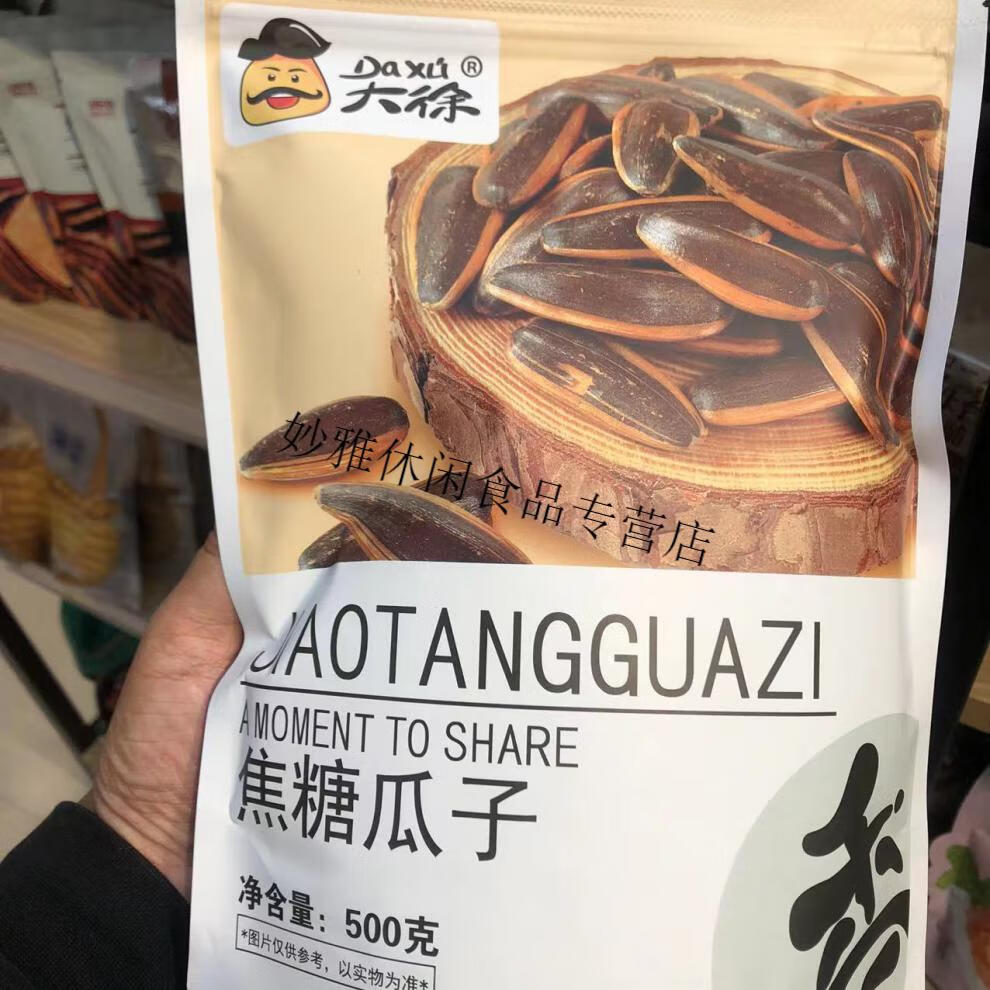 Da xú®
大徐
妙雅休闲食品专营店
JIAOTANGGUAZI
A MOMENT TO SHARE
焦糖瓜子
净含量：500克
*图片仅供参考，以实物为准*